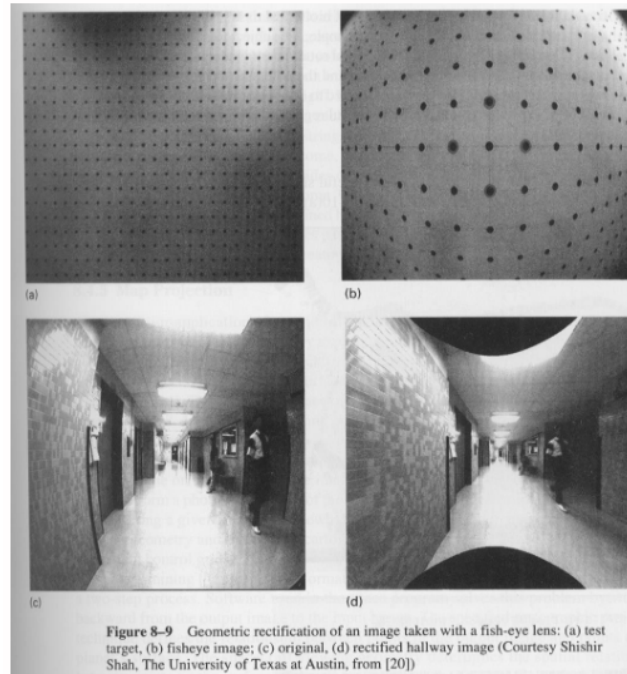 (a)
(b)
(c)
(d)
Figure 8–9 Geometric rectification of an image taken with a fish-eye lens: (a) test
target, (b) fisheye image; (c) original, (d) rectified hallway image (Courtesy Shishir
Shah, The University of Texas at Austin, from [20])